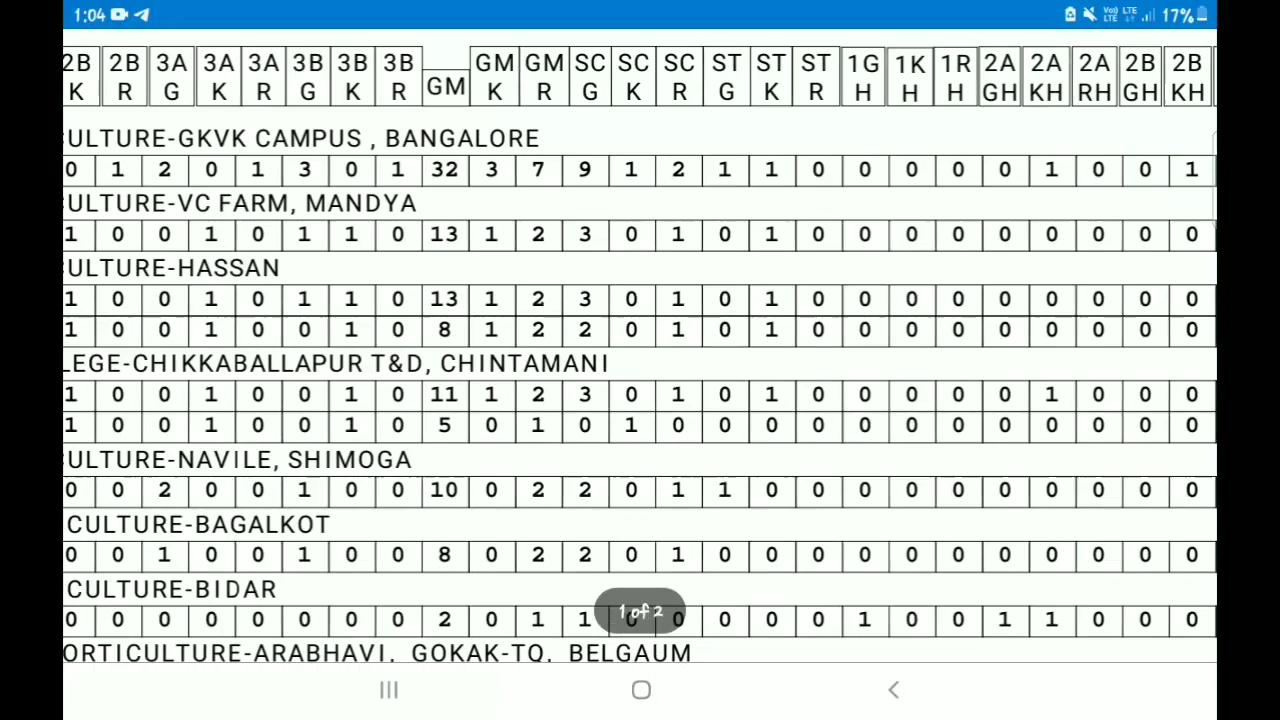 1:04 Vo) LTE LTE 17%
2B 2B 3A 3A 3A 3B 3B 3B GM GM SC SC SC ST ST ST 1G 1K 1R 2A 2A 2A 2B 2B
K R G K R G K R GM K R G K R G K R H H H GH KH RH GH KH
CULTURE-GKVK CAMPUS , BANGALORE
0 1 2 0 1 3 0 1 32 3 7 9 1 2 1 1 0 0 0 0 0 1 0 0 1
CULTURE-VC FARM, MANDYA
1 0 0 1 0 1 1 0 13 1 2 3 0 1 0 1 0 0 0 0 0 0 0 0 0
CULTURE-HASSAN
1 0 0 1 0 1 1 0 13 1 2 3 0 1 0 1 0 0 0 0 0 0 0 0 0
1 0 0 1 0 0 1 0 8 1 2 2 0 1 0 1 0 0 0 0 0 0 0 0 0
LEGE-CHIKKABALLAPUR T&D, CHINTAMANI
1 0 0 1 0 0 1 0 11 1 2 3 0 1 0 1 0 0 0 0 0 1 0 0 0
1 0 0 1 0 0 1 0 5 0 1 0 1 0 0 0 0 0 0 0 0 0 0 0 0
CULTURE-NAVILE, SHIMOGA
0 0 2 0 0 1 0 0 10 0 2 2 0 1 1 0 0 0 0 0 0 0 0 0 0
CULTURE-BAGALKOT
0 0 1 0 0 1 0 0 8 0 2 2 0 1 0 0 0 0 0 0 0 0 0 0 0
CULTURE-BIDAR
0 0 0 0 0 0 0 0 2 0 1 1 0 0 0 0 0 1 0 0 1 1 0 0 0
1 of 2
ORTICULTURE-ARABHAVI, GOKAK-TQ, BELGAUM